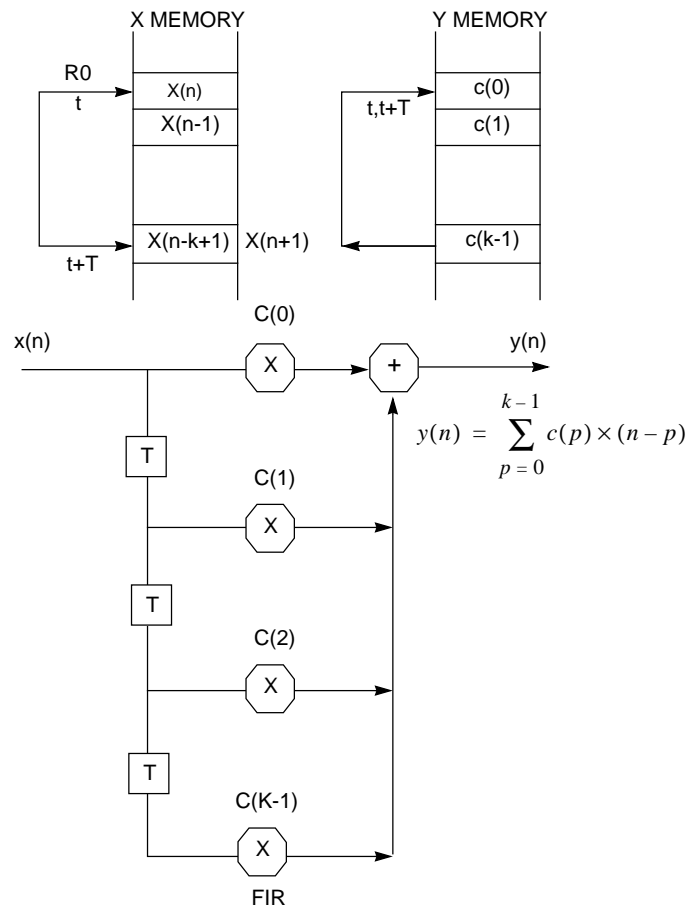 X MEMORY
Y MEMORY
R0
t
X(n)
X(n-1)
X(n-k+1)
X(n+1)
t+T
t,t+T
c(0)
c(1)
c(k-1)
C(0)
x(n)
X
+
y(n)
y(n) = k – 1 ∑ p = 0 c(p) × (n – p)
T
C(1)
X
T
C(2)
X
T
C(K-1)
X
FIR